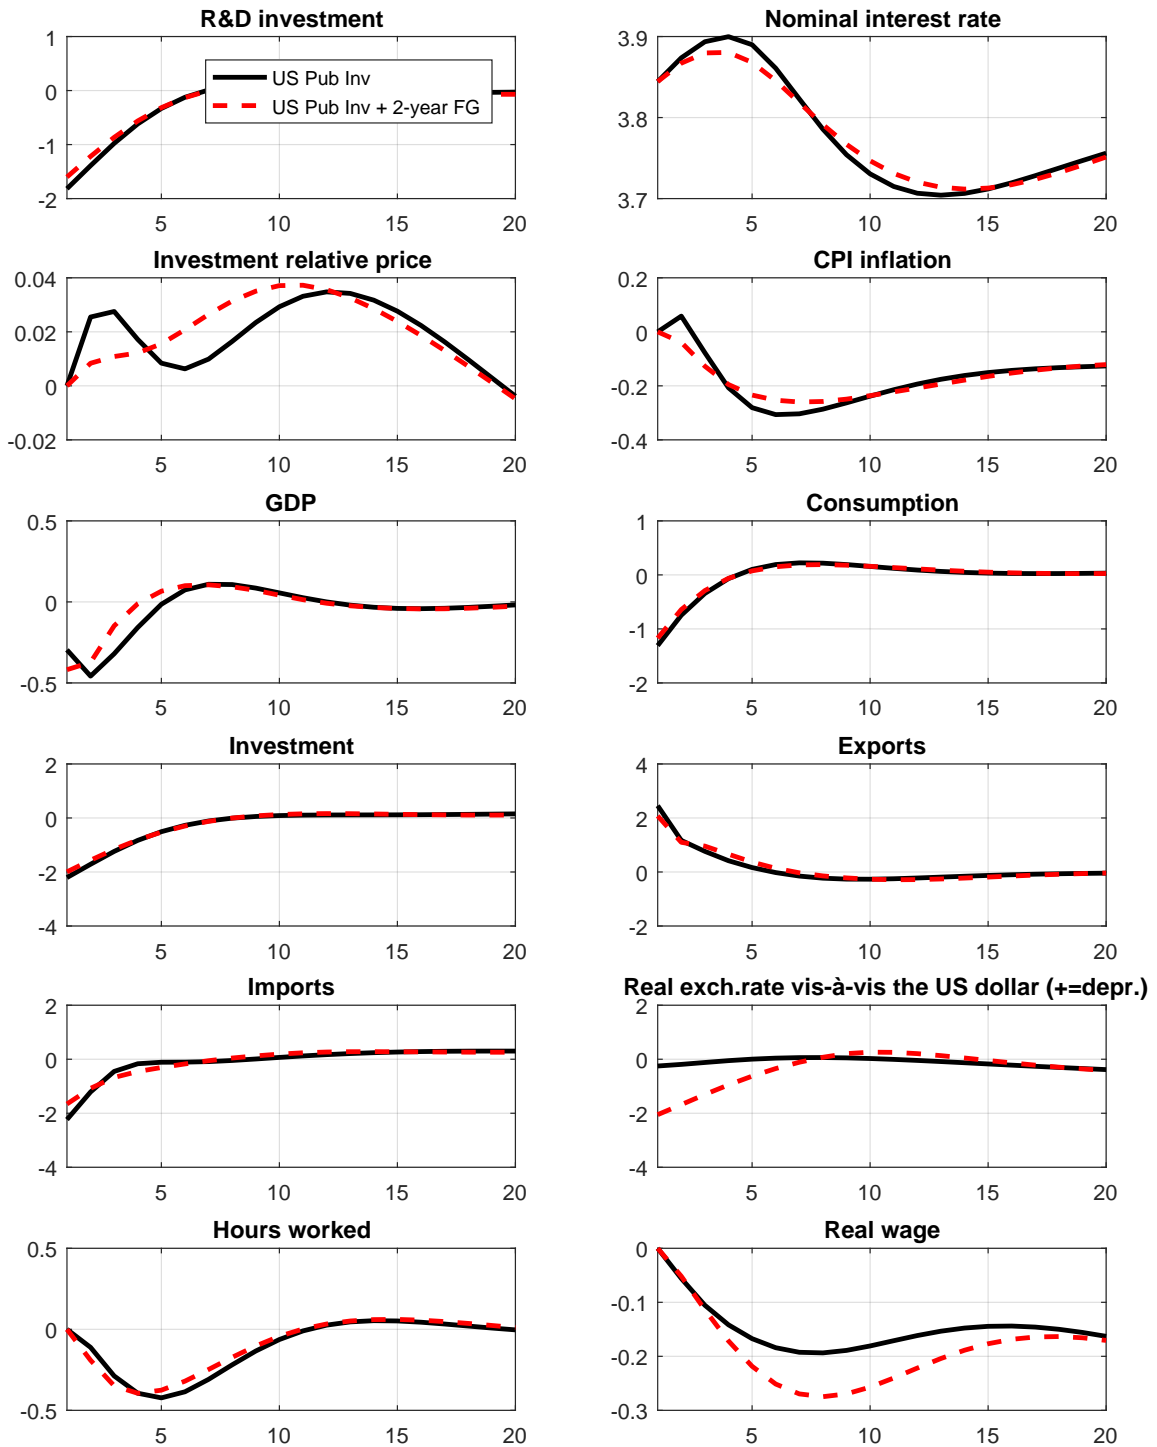 R&D investment
1
0
-1
-2
5 10 15 20
US Pub Inv
US Pub Inv + 2-year FG
Nominal interest rate
3.9
3.8
3.7
5 10 15 20
Investment relative price
0.04
0.02
0
-0.02
5 10 15 20
CPI inflation
0.2
0
-0.2
-0.4
5 10 15 20
GDP
0.5
0
-0.5
5 10 15 20
Consumption
1
0
-1
-2
5 10 15 20
Investment
2
0
-2
-4
5 10 15 20
Exports
4
2
0
-2
5 10 15 20
Imports
2
0
-2
-4
5 10 15 20
Real exch.rate vis-à-vis the US dollar (+=depr.)
2
0
-2
-4
5 10 15 20
Hours worked
0.5
0
-0.5
5 10 15 20
Real wage
0
-0.1
-0.2
-0.3
5 10 15 20